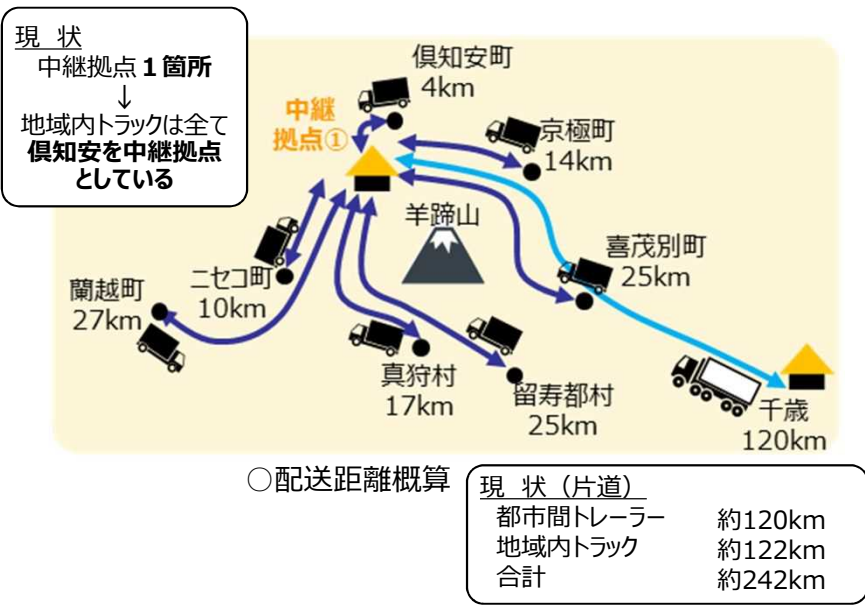 現 状
中継拠点１箇所
↓
地域内トラックは全て
倶知安を中継拠点
としている
中継
拠点①
倶知安町
4km
京極町
14km
羊蹄山
喜茂別町
25km
蘭越町
27km
ニセコ町
10km
真狩村
17km
留寿都村
25km
千歳
120km
○配送距離概算
現 状（片道）
都市間トレーラー 約120km
地域内トラック 約122km
合計 約242km